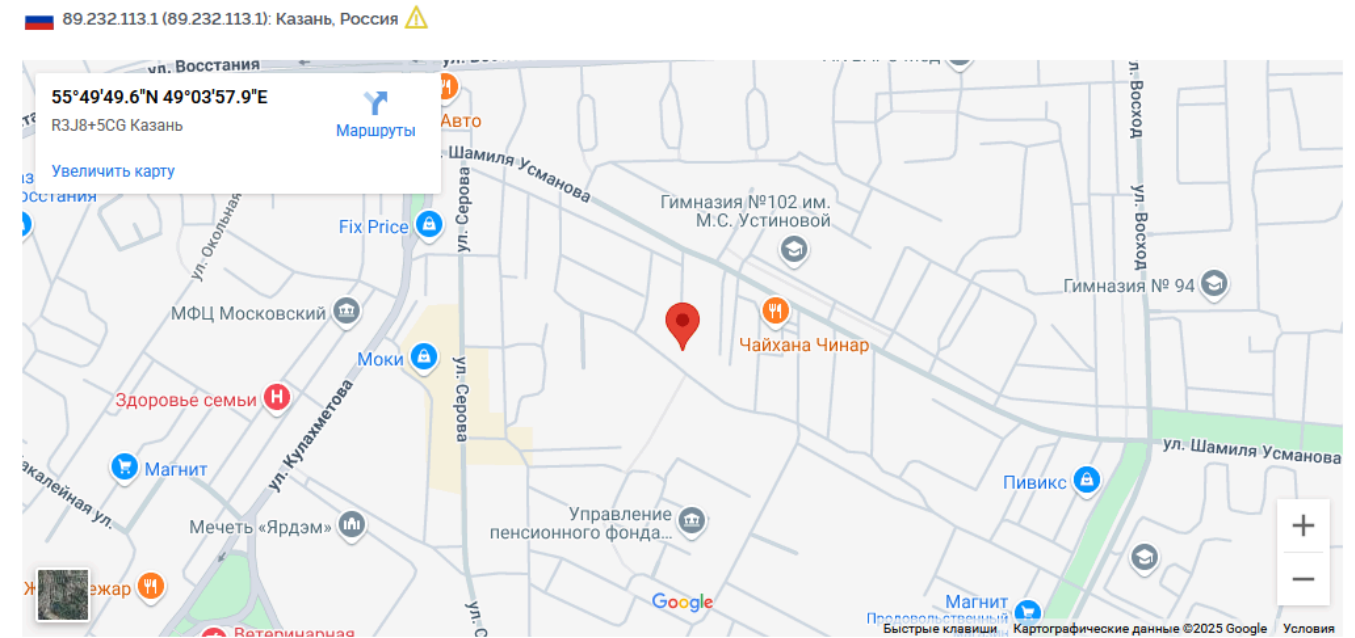 89.232.113.1 (89.232.113.1): Казань, Россия
ул. Восстания
55°49'49.6"N 49°03'57.9"E
R3J8+5CG Казань
Маршруты
Увеличить карту
Авто
ул. Восход
Шамиля Усманова
ул. Серова
Гимназия №102 им.
М.С. Устиновой
ул. Окольная
Fix Price
ул. Восход
Гимназия № 94
МФЦ Московский
Чайхана Чинар
Моки
ул. Серова
Здоровье семьи
ул. Кулахметова
ул. Шамиля Усманова
Магнит
Пивикс
Мечеть «Ярдэм»
Управление
пенсионного фонда...
Google
Магнит
Продовольственный
Ветеринарная
Быстрые клавиши
Картографические данные ©2025 Google
Условия